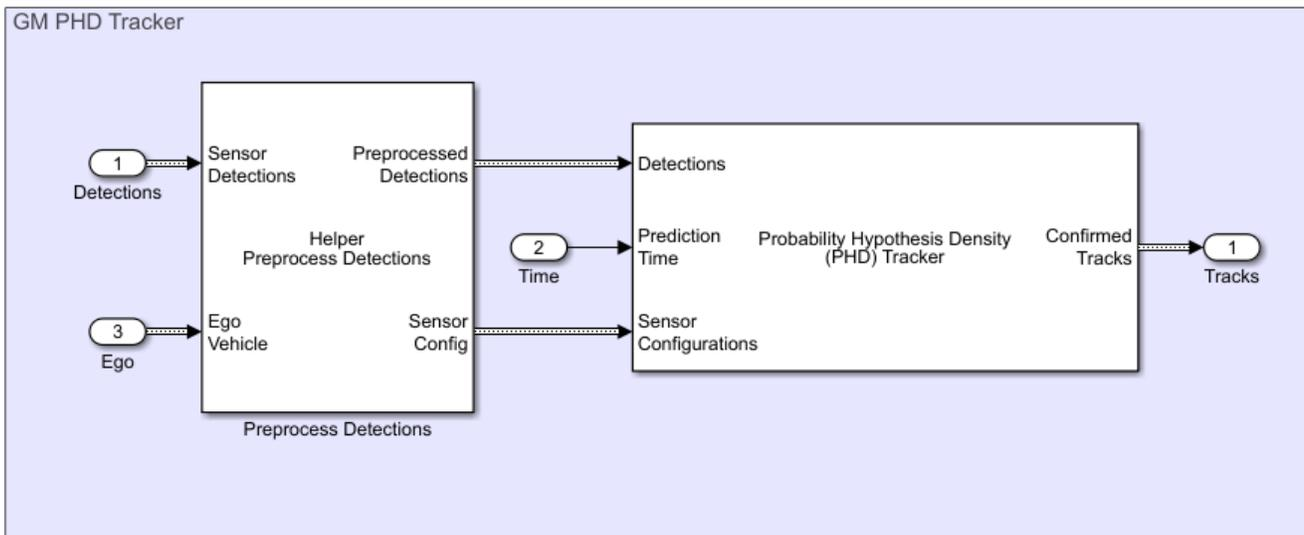 GM PHD Tracker
1
Detections
3
Ego
Sensor
Detections
Preprocessed
Detections
Helper
Preprocess Detections
Ego
Vehicle
Sensor
Config
Preprocess Detections
2
Time
Detections
Prediction
Time
Probability Hypothesis Density
(PHD) Tracker
Confirmed
Tracks
Sensor
Configurations
1
Tracks